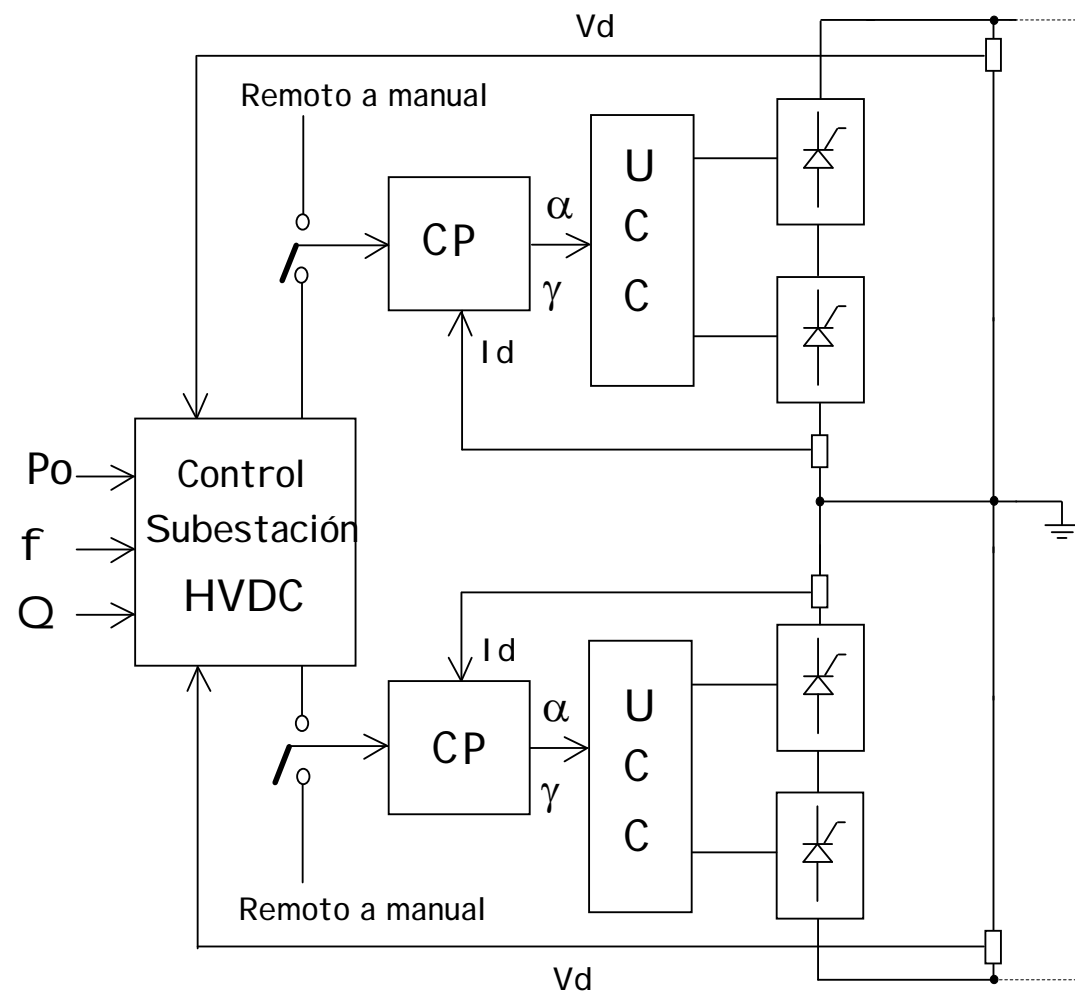 Vd
Remoto a manual
CP
α
γ
U
C
C
Id
Po
f
Q
Control
Subestación
HVDC
Id
CP
α
γ
U
C
C
Remoto a manual
Vd